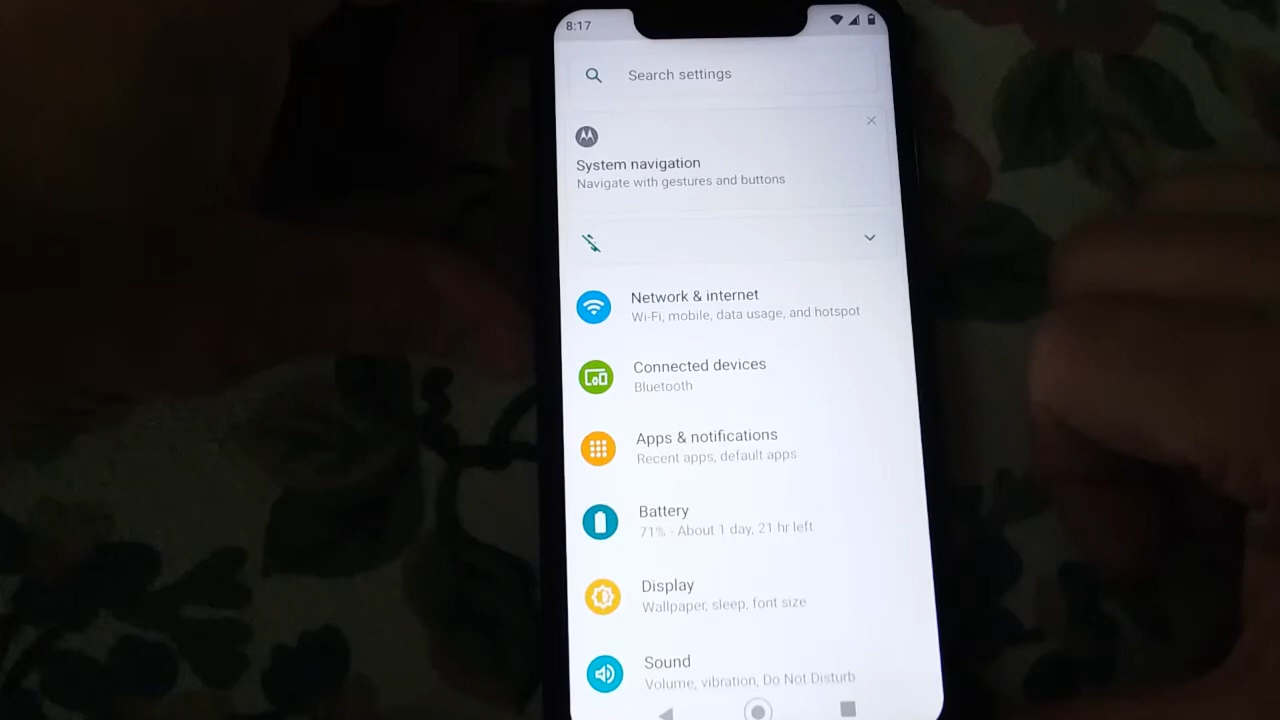 8:17
Search settings
System navigation
Navigate with gestures and buttons
Network & internet
Wi-Fi, mobile, data usage, and hotspot
Connected devices
Bluetooth
Apps & notifications
Recent apps, default apps
Battery
71% - About 1 day, 21 hr left
Display
Wallpaper, sleep, font size
Sound
Volume, vibration, Do Not Disturb